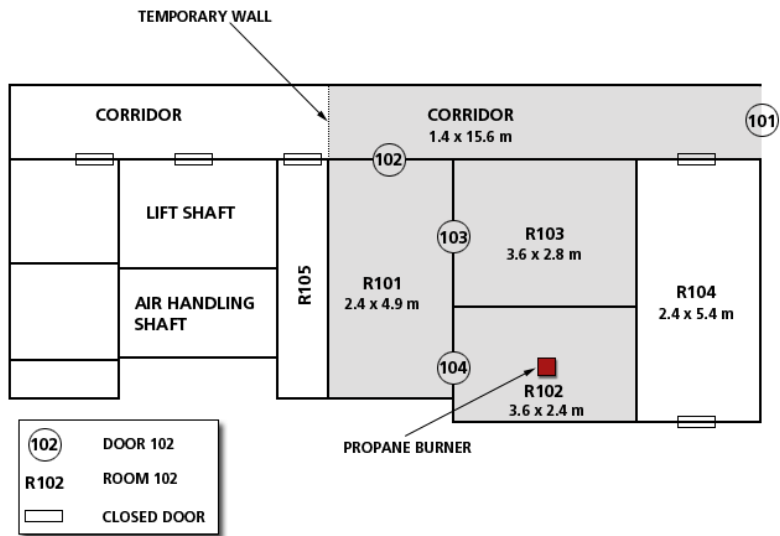 TEMPORARY WALL
CORRIDOR
CORRIDOR
1.4 x 15.6 m
101
102
LIFT SHAFT
103
R103
3.6 x 2.8 m
R105
R101
2.4 x 4.9 m
R104
2.4 x 5.4 m
AIR HANDLING
SHAFT
104
R102
3.6 x 2.4 m
PROPANE BURNER
102 DOOR 102
R102 ROOM 102
CLOSED DOOR